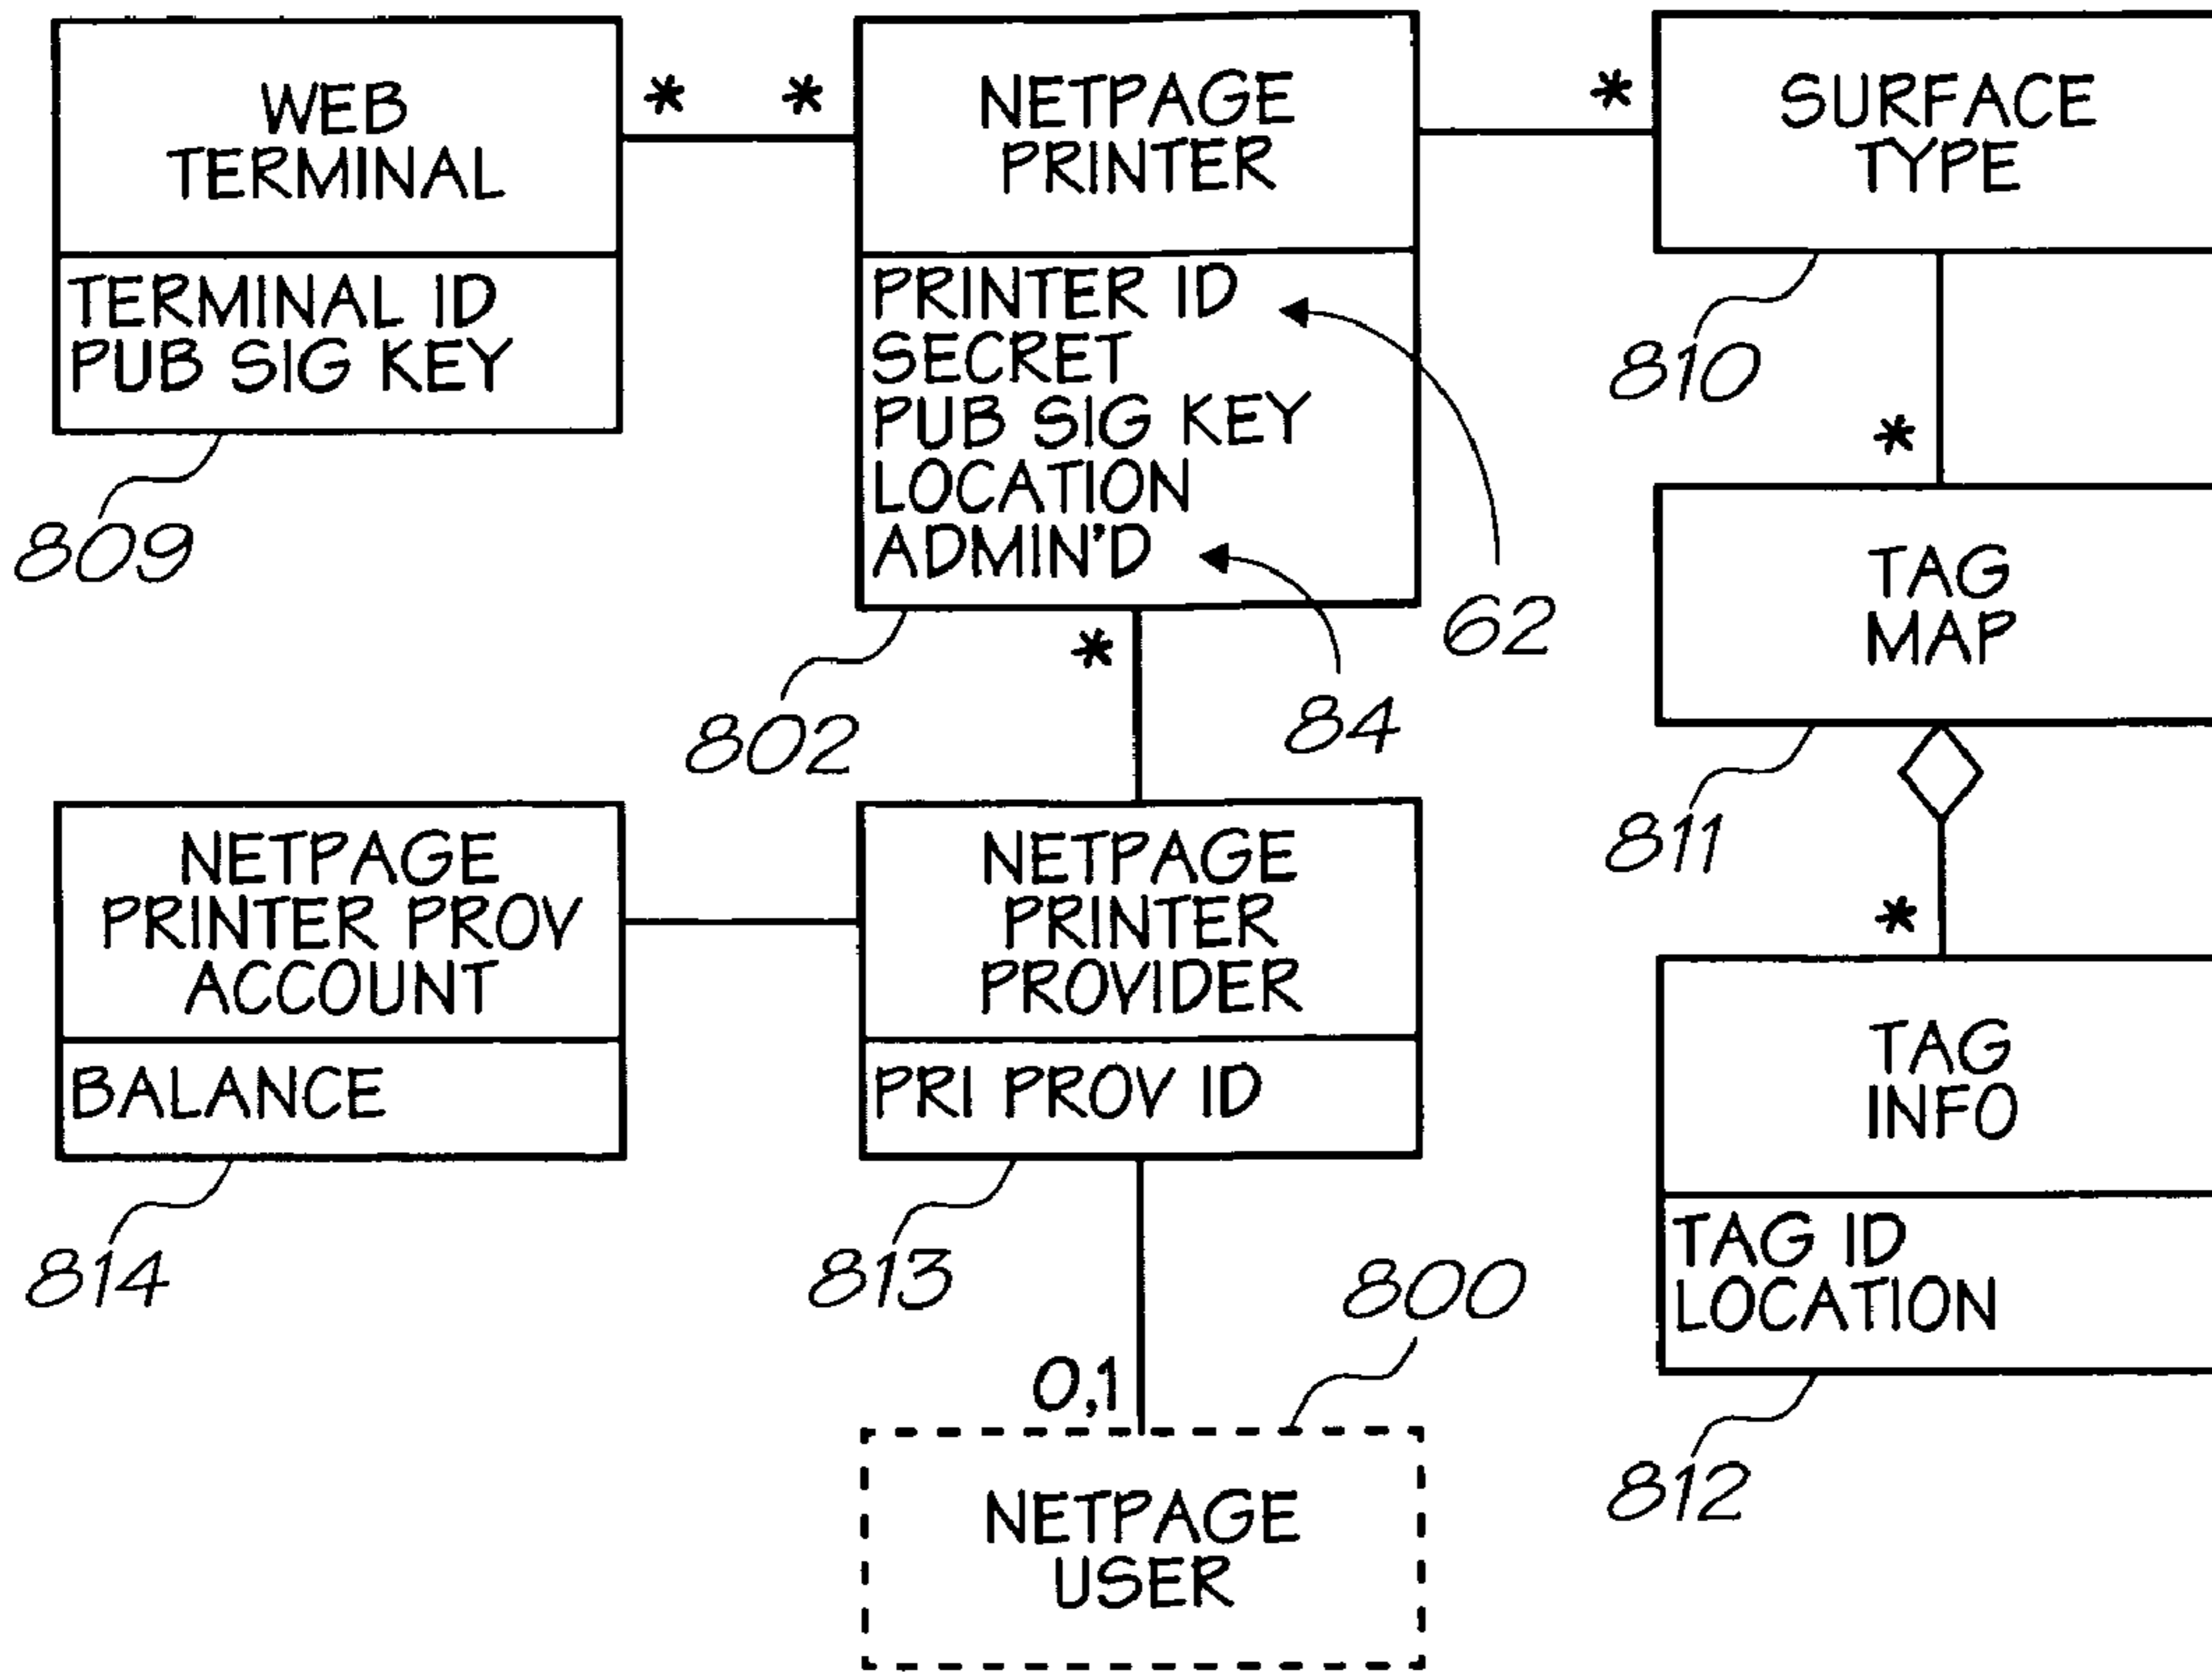 WEB
TERMINAL
* *
TERMINAL ID
PUB SIG KEY
809
NETPAGE
PRINTER
*
PRINTER ID
SECRET
PUB SIG KEY
LOCATION
ADMIN'D
62
84
802
*
SURFACE
TYPE
810
*
TAG
MAP
811
*
NETPAGE
PRINTER PROV
ACCOUNT
BALANCE
814
NETPAGE
PRINTER
PROVIDER
PRI PROV ID
813
800
0,1
NETPAGE
USER
TAG
INFO
TAG ID
LOCATION
812